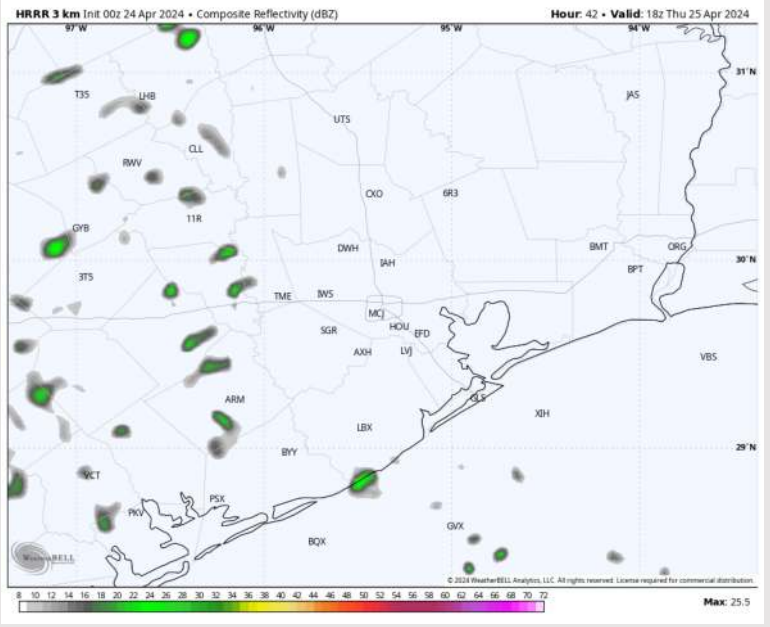 HRRR 3 km Init 00z 24 Apr 2024 • Composite Reflectivity (dBZ)
Hour: 42 • Valid: 18z Thu 25 Apr 2024
97°W 96°W 95°W 94°W
31°N
T35 LHB JAS
UTS
CLL
RWV
CXO 6R3
11R
GYB
DWH BMT ORG
IAH 30°N
3T5 BPT
TME IWS
MCJ
SGR HOU EFD
AXH LVJ
VBS
ARM GLS
XIH
LBX
BYY 29°N
VCT
PSX
PKV
GVX
BQX
WeatherBELL
© 2024 WeatherBELL Analytics, LLC. All rights reserved. License required for commercial distribution.
8 10 12 14 16 18 20 22 24 26 28 30 32 34 36 38 40 42 44 46 48 50 52 54 56 58 60 62 64 66 68 70 72
Max: 25.5